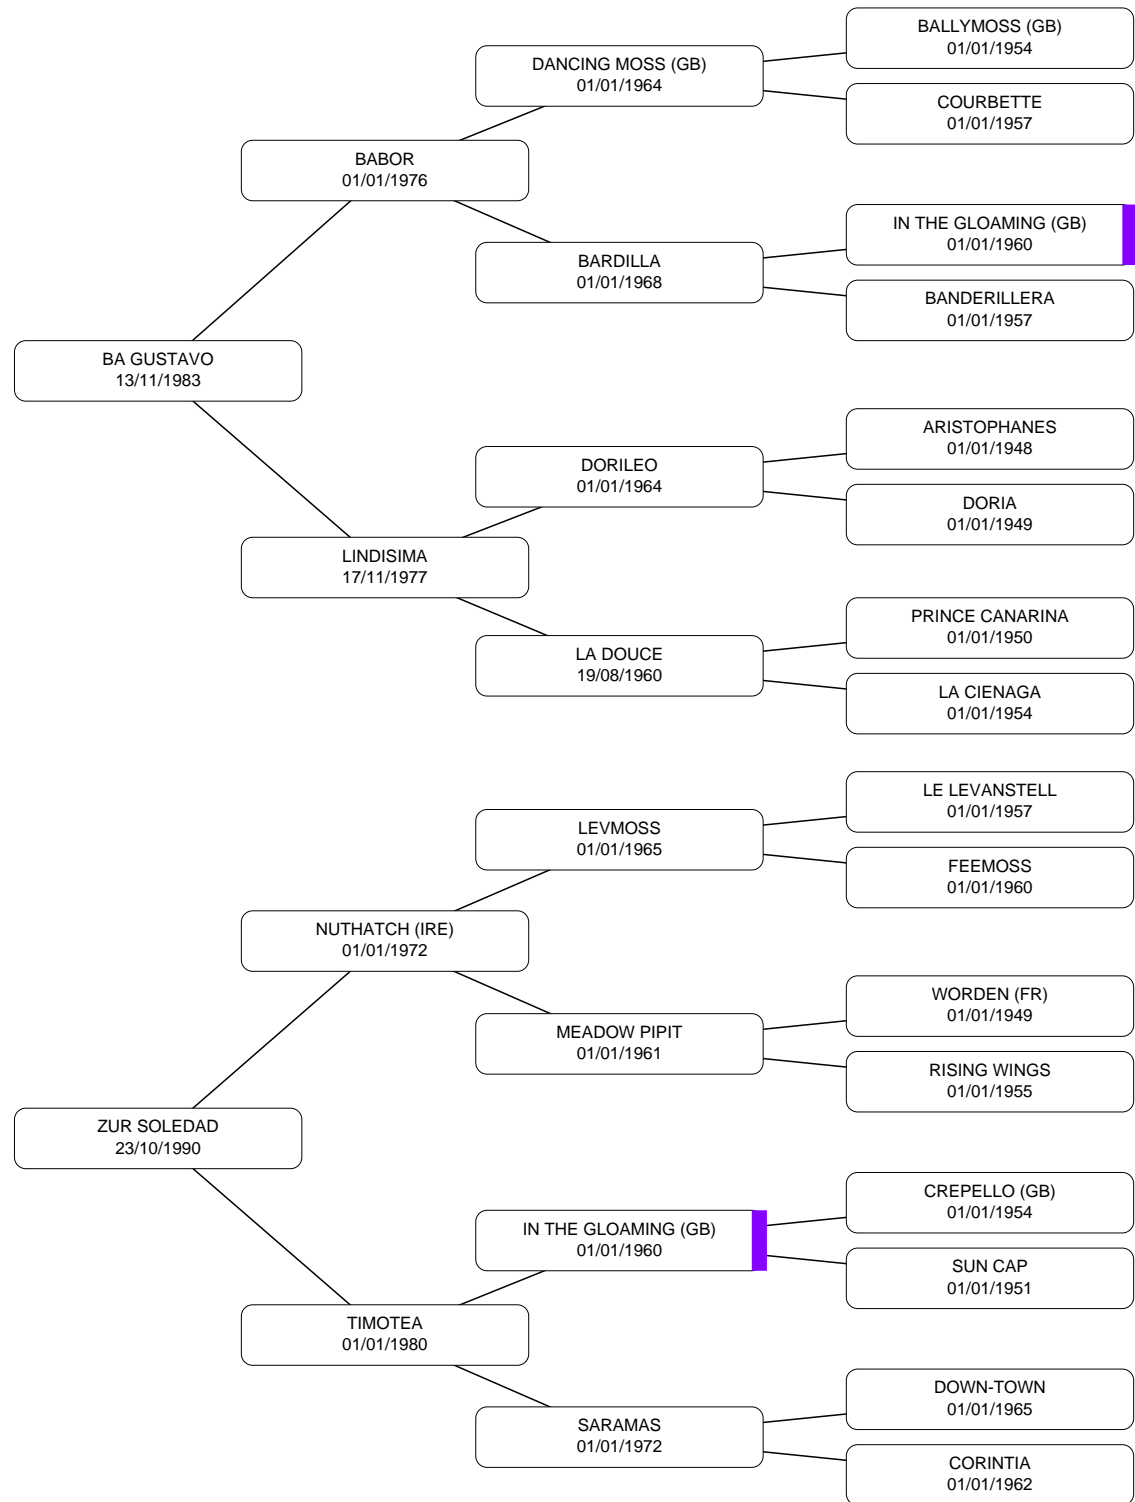 BALLYMOSS (GB)
01/01/1954
DANCING MOSS (GB)
01/01/1964
COURBETTE
01/01/1957
BABOR
01/01/1976
IN THE GLOAMING (GB)
01/01/1960
BARDILLA
01/01/1968
BANDERILLERA
01/01/1957
BA GUSTAVO
13/11/1983
ARISTOPHANES
01/01/1948
DORILEO
01/01/1964
DORIA
01/01/1949
LINDISIMA
17/11/1977
PRINCE CANARINA
01/01/1950
LA DOUCE
19/08/1960
LA CIENAGA
01/01/1954
LE LEVANSTELL
01/01/1957
LEVMOSS
01/01/1965
FEEMOSS
01/01/1960
NUTHATCH (IRE)
01/01/1972
WORDEN (FR)
01/01/1949
MEADOW PIPIT
01/01/1961
RISING WINGS
01/01/1955
ZUR SOLEDAD
23/10/1990
CREPELLO (GB)
01/01/1954
IN THE GLOAMING (GB)
01/01/1960
SUN CAP
01/01/1951
TIMOTEA
01/01/1980
DOWN-TOWN
01/01/1965
SARAMAS
01/01/1972
CORINTIA
01/01/1962